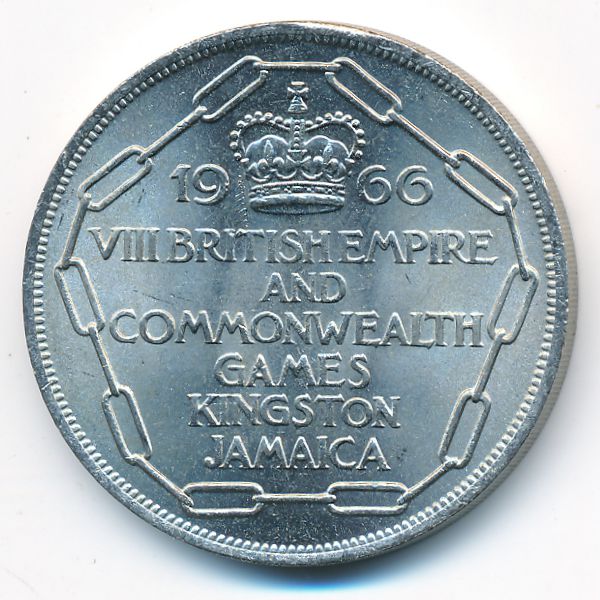 1966
VIII BRITISH EMPIRE
AND
COMMONWEALTH
GAMES
KINGSTON
JAMAICA